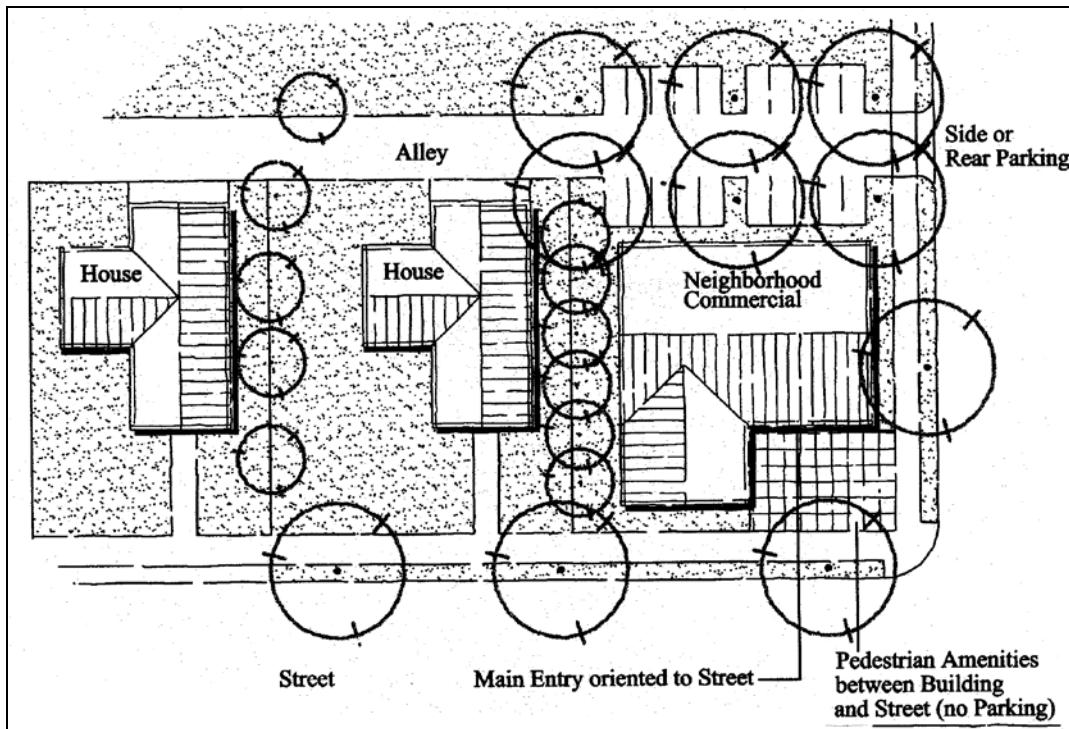 Alley
Side or
Rear Parking
House
House
Neighborhood
Commercial
Street
Main Entry oriented to Street
Pedestrian Amenities
between Building
and Street (no Parking)